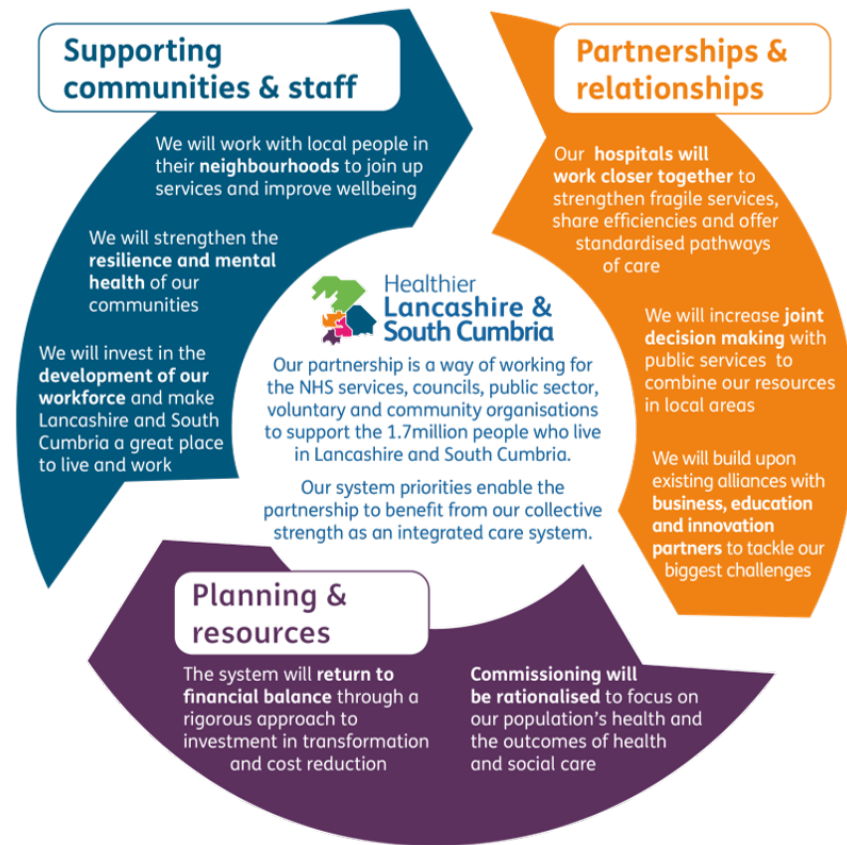 Supporting
communities & staff
We will work with local people in
their neighbourhoods to join up
services and improve wellbeing
We will strengthen the
resilience and mental
health of our
communities
We will invest in the
development of our
workforce and make
Lancashire and South
Cumbria a great place
to live and work
Partnerships &
relationships
Our hospitals will
work closer together to
strengthen fragile services,
share efficiencies and offer
standardised pathways
of care
We will increase joint
decision making with
public services to
combine our resources
in local areas
We will build upon
existing alliances with
business, education
and innovation
partners to tackle our
biggest challenges
Healthier
Lancashire &
South Cumbria
Our partnership is a way of working for
the NHS services, councils, public sector,
voluntary and community organisations
to support the 1.7million people who live
in Lancashire and South Cumbria.
Our system priorities enable the
partnership to benefit from our collective
strength as an integrated care system.
Planning &
resources
The system will return to
financial balance through a
rigorous approach to
investment in transformation
and cost reduction
Commissioning will
be rationalised to focus on
our population's health and
the outcomes of health
and social care